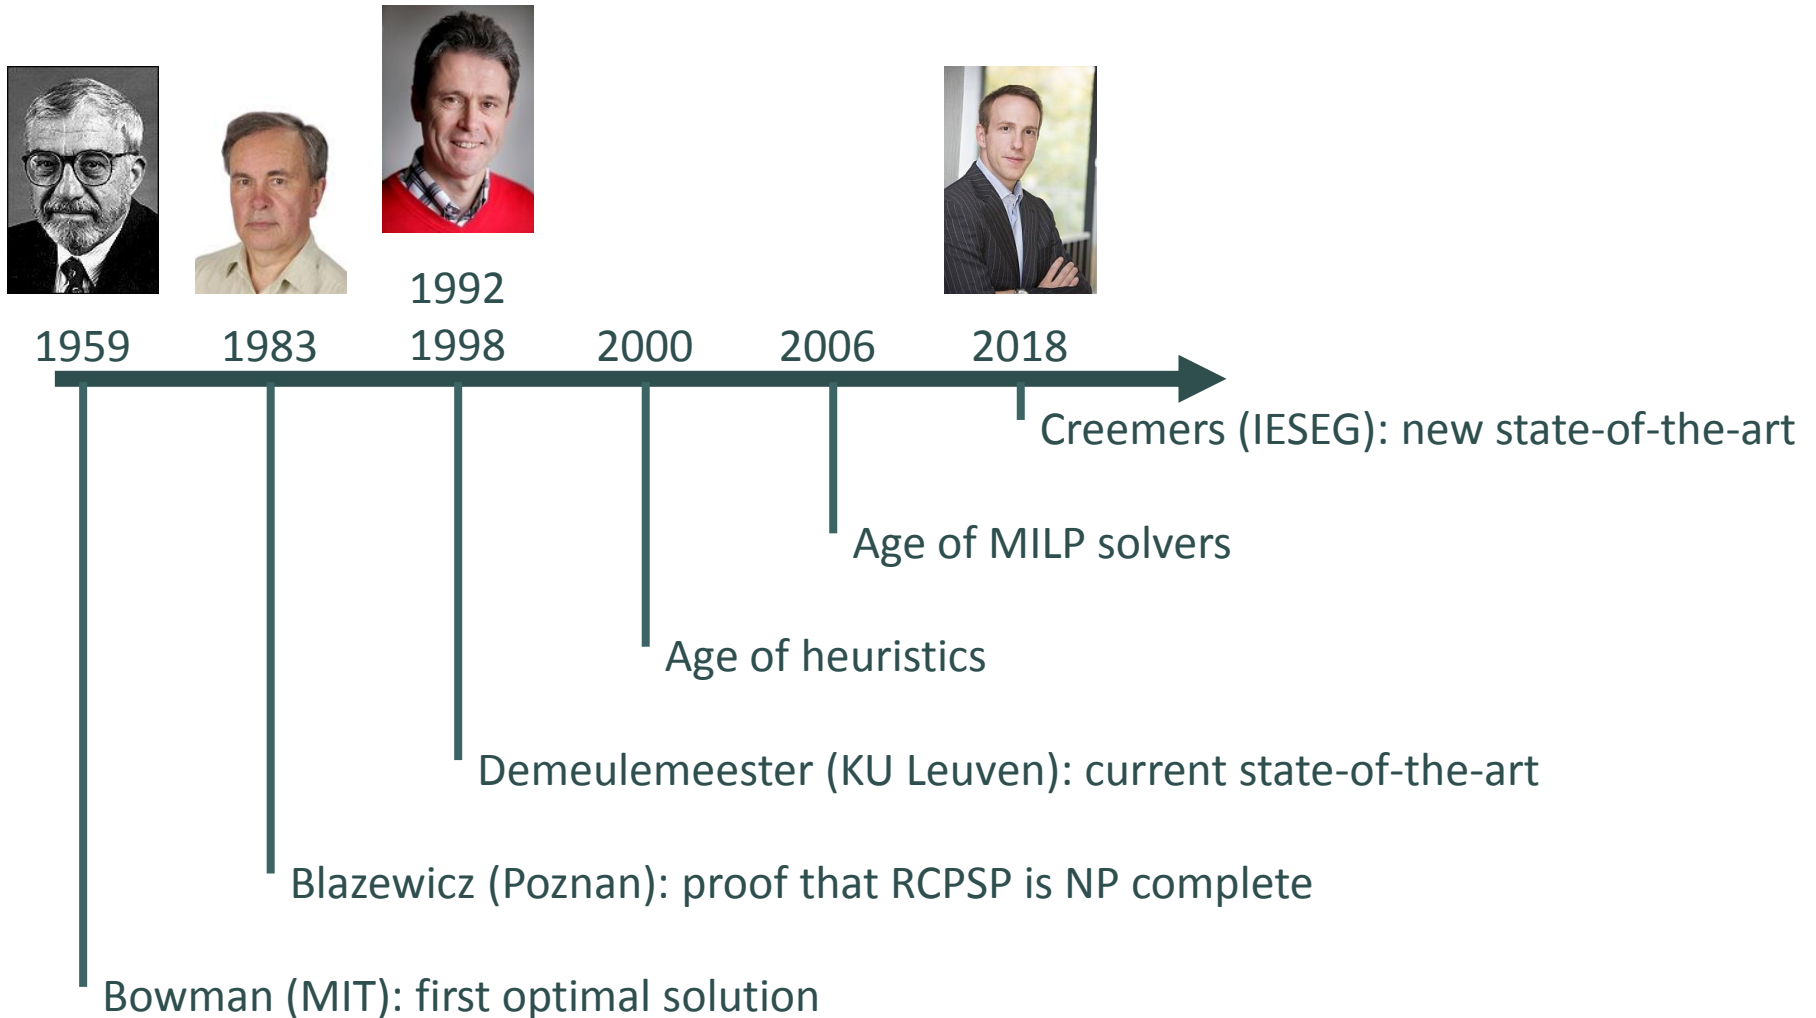 1992
1959 1983 1998 2000 2006 2018
Creemers (IESEG): new state-of-the-art
Age of MILP solvers
Age of heuristics
Demeulemeester (KU Leuven): current state-of-the-art
Blazewicz (Poznan): proof that RCPSP is NP complete
Bowman (MIT): first optimal solution